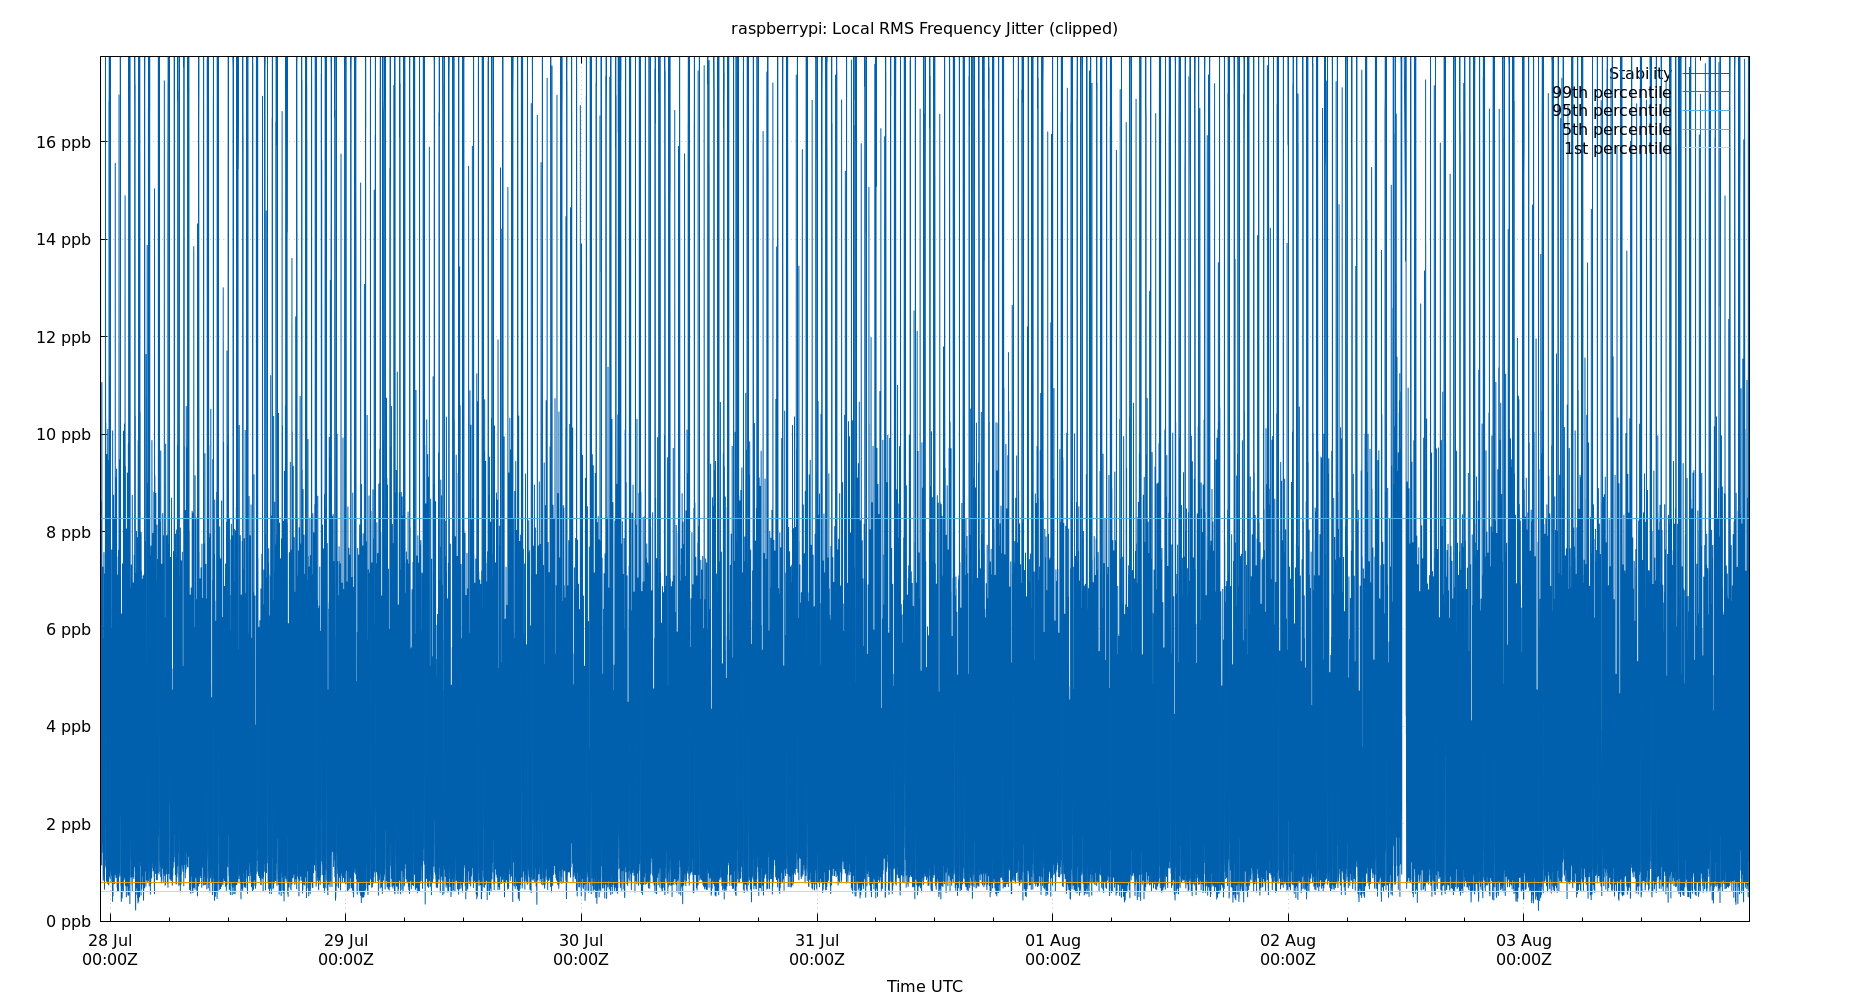 raspberrypi: Local RMS Frequency Jitter (clipped)
Stability
99th percentile
95th percentile
5th percentile
1st percentile
16 ppb
14 ppb
12 ppb
10 ppb
8 ppb
6 ppb
4 ppb
2 ppb
0 ppb
28 Jul 29 Jul 30 Jul 31 Jul 01 Aug 02 Aug 03 Aug
00:00Z 00:00Z 00:00Z 00:00Z 00:00Z 00:00Z 00:00Z
Time UTC